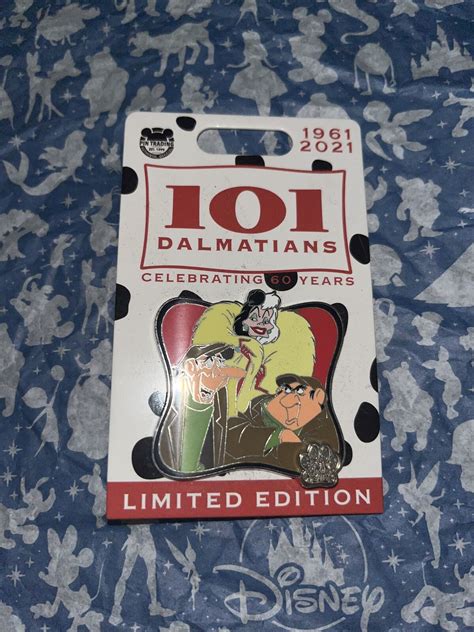 PIN TRADING
1961
2021
101
DALMATIANS
CELEBRATING 60 YEARS
LIMITED EDITION
Disney